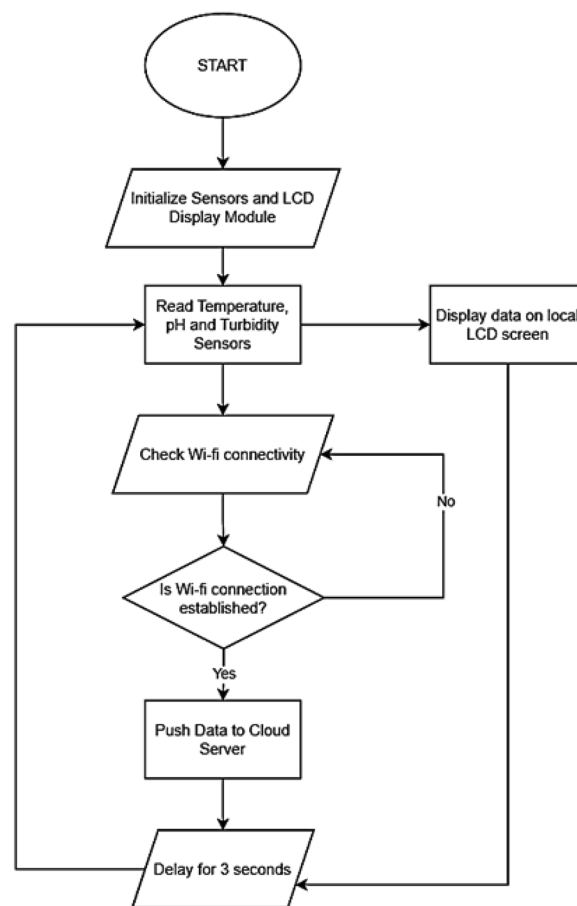 START
Initialize Sensors and LCD
Display Module
Read Temperature,
pH and Turbidity
Sensors
Display data on local
LCD screen
Check Wi-fi connectivity
No
Is Wi-fi connection
established?
Yes
Push Data to Cloud
Server
Delay for 3 seconds